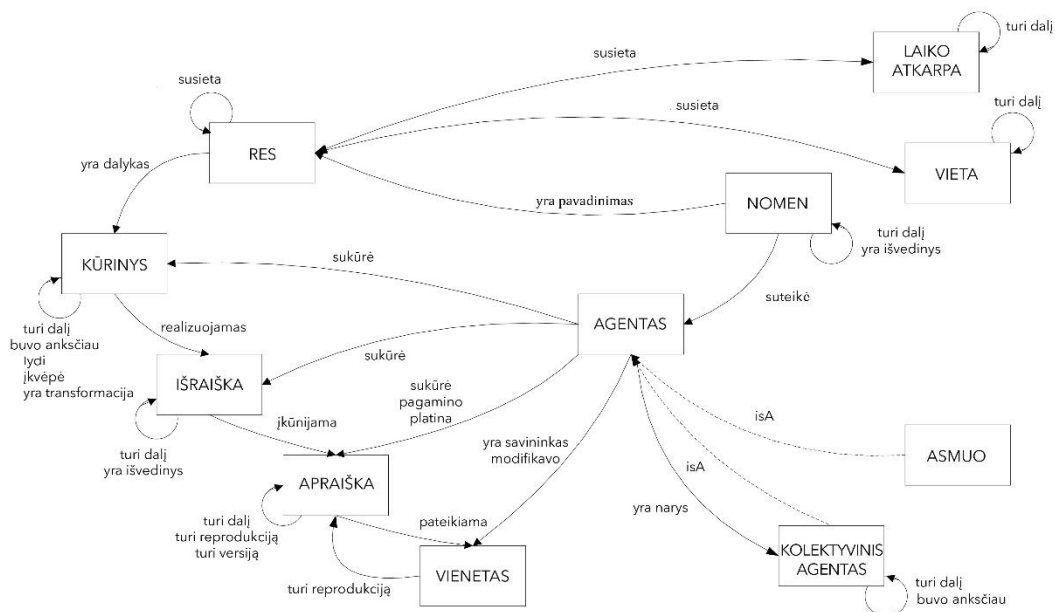 turi dalį
LAIKO
ATKARPA
susieta
susieta
susieta
turi dalį
RES
VIETA
yra dalykas
yra pavadinimas
NOMEN
turi dalį
yra išvedinys
KŪRINYS
sukūrė
suteikė
AGENTAS
realizuojamas
turi dalį
buvo anksčiau
lydi
įkvėpė
yra transformacija
sukūrė
IŠRAIŠKA
sukūrė
pagamino
platina
isA
įkūnijama
turi dalį
yra išvedinys
yra savininkas
modifikavo
isA
ASMUO
APRAIŠKA
yra narys
turi dalį
turi reprodukciją
turi versiją
pateikiama
KOLEKTYVINIS
AGENTAS
VIENETAS
turi reprodukciją
turi dalį
buvo anksčiau